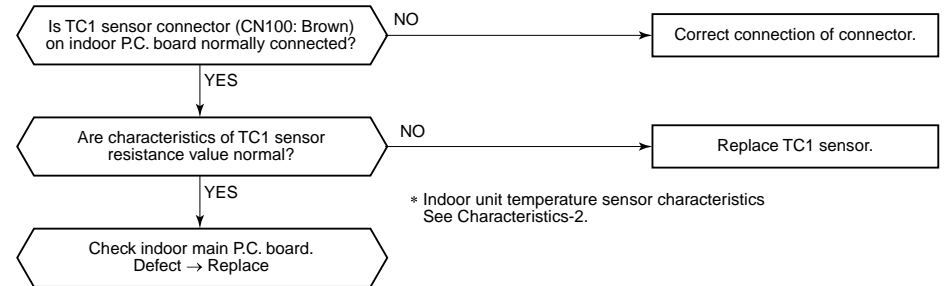 Is TC1 sensor connector (CN100: Brown)
on indoor P.C. board normally connected?
NO
Correct connection of connector.
YES
Are characteristics of TC1 sensor
resistance value normal?
NO
Replace TC1 sensor.
YES
* Indoor unit temperature sensor characteristics
See Characteristics-2.
Check indoor main P.C. board.
Defect → Replace